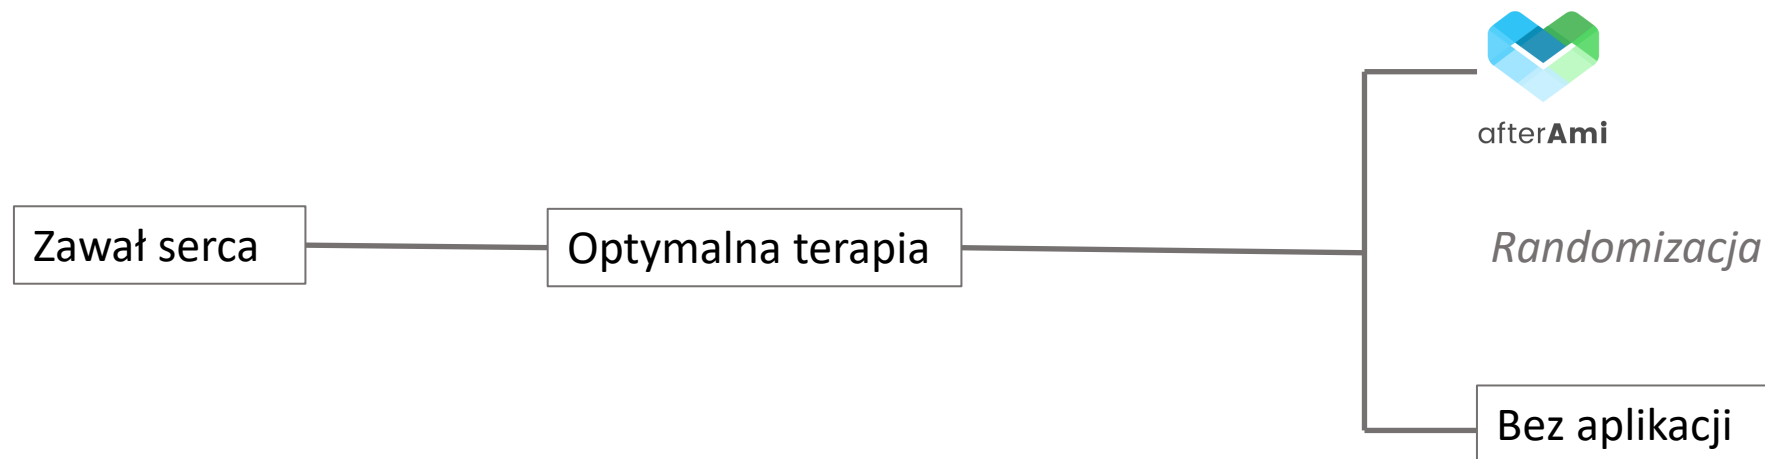 afterAmi
Zawał serca
Optymalna terapia
Randomizacja
Bez aplikacji